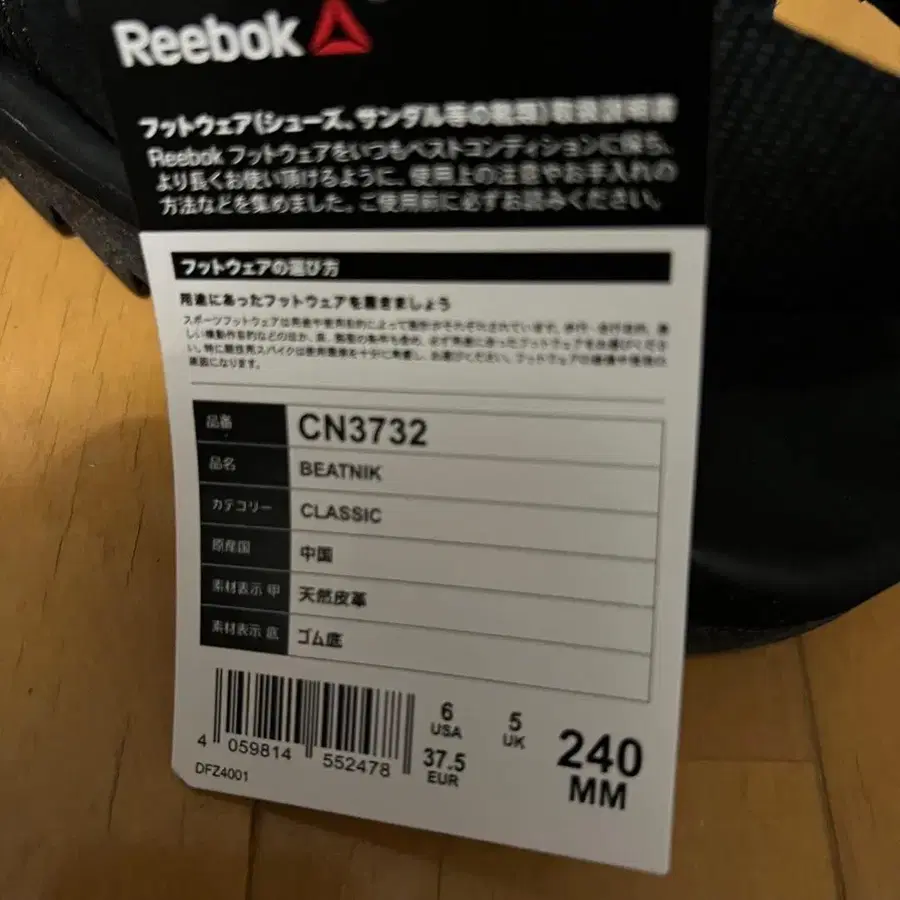 Reebok
フットウェア(シューズ、サンダル等の靴類)取扱説明書
Reebok フットウェアをいつもベストコンディションに保ち、
より長くお使い頂けるように、使用上の注意やお手入れの
方法などを集めました。ご使用前に必ずお読みください。
フットウェアの選び方
用途にあったフットウェアを履きましょう
品番 CN3732
品名 BEATNIK
カテゴリー CLASSIC
原産国 中国
素材表示 甲 天然皮革
素材表示 底 ゴム底
6 USA 5 UK
37.5 EUR
240 MM
4 059814 552478
DFZ4001